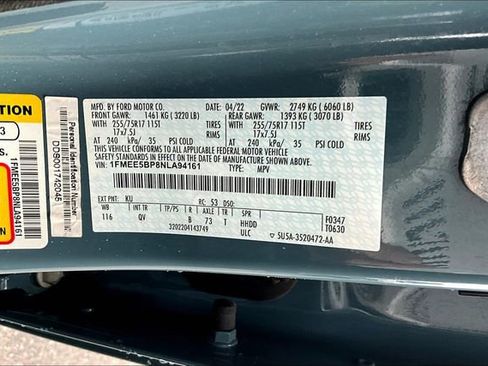 MFD. BY FORD MOTOR CO.
DATE: 04/22 GVWR: 2749 KG ( 6060 LB)
FRONT GAWR: 1461 KG ( 3220 LB) REAR GAWR: 1393 KG ( 3070 LB)
WITH WITH
255/75R17 115T 255/75R17 115T
17x7.5J 17x7.5J
AT 240 kPa/ 35 PSI COLD AT 240 kPa/ 35 PSI COLD
THIS VEHICLE CONFORMS TO ALL APPLICABLE FEDERAL MOTOR VEHICLE
SAFETY STANDARDS IN EFFECT ON THE DATE OF MANUFACTURE SHOWN ABOVE.
VIN: 1FMEE5BP8NLA94161 TYPE: MPV
EXT PNT: KU RC: 53 DSO:
WB INT TR TP/PS R AXLE TR SPR
116 QV B 73 T HHDD
ULC
F0347
T0630
3202204143749
5U5A-3520472-AA
Personal Identification Number
1FMEE5BP8NLA94161
TION
3
S.